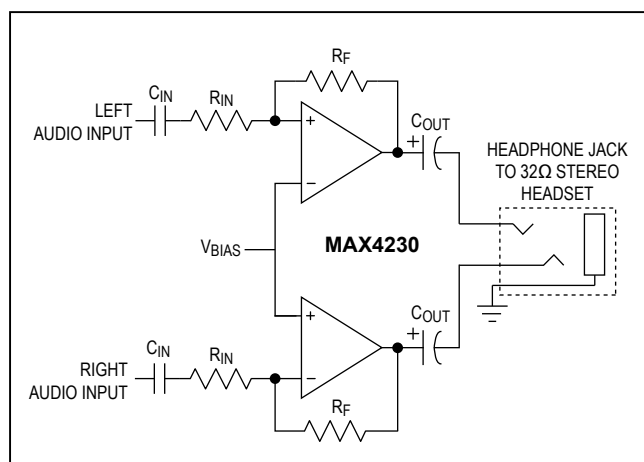 RF
CIN
RIN
LEFT
AUDIO INPUT
+
−
COUT
+
HEADPHONE JACK
TO 32Ω STEREO
HEADSET
VBIAS
MAX4230
+
−
COUT
+
CIN
RIN
RIGHT
AUDIO INPUT
RF